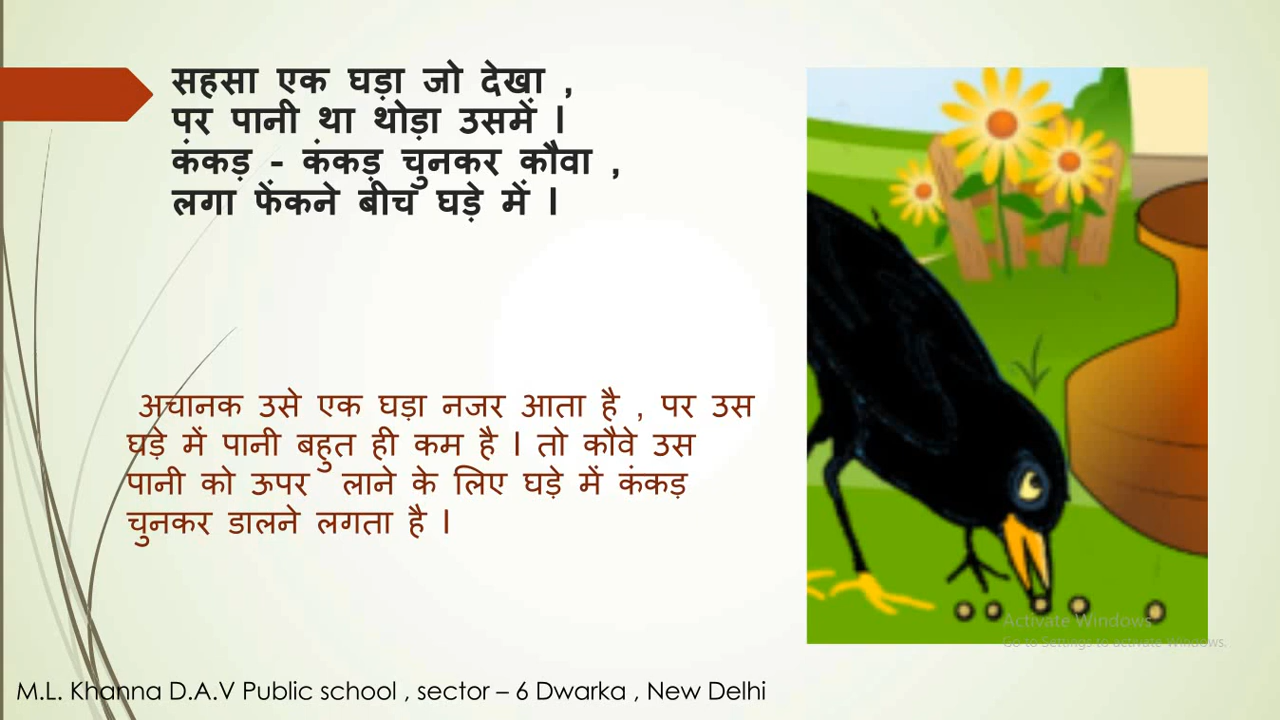 सहसा एक घड़ा जो देखा ,
पर पानी था थोड़ा उसमें ।
कंकड़ - कंकड़ चुनकर कौवा ,
लगा फेंकने बीच घड़े में ।
अचानक उसे एक घड़ा नजर आता है , पर उस
घड़े में पानी बहुत ही कम है । तो कौवे उस
पानी को ऊपर लाने के लिए घड़े में कंकड़
चुनकर डालने लगता है ।
Activate Windows
Go to Settings to activate Windows.
M.L. Khanna D.A.V Public school , sector – 6 Dwarka , New Delhi